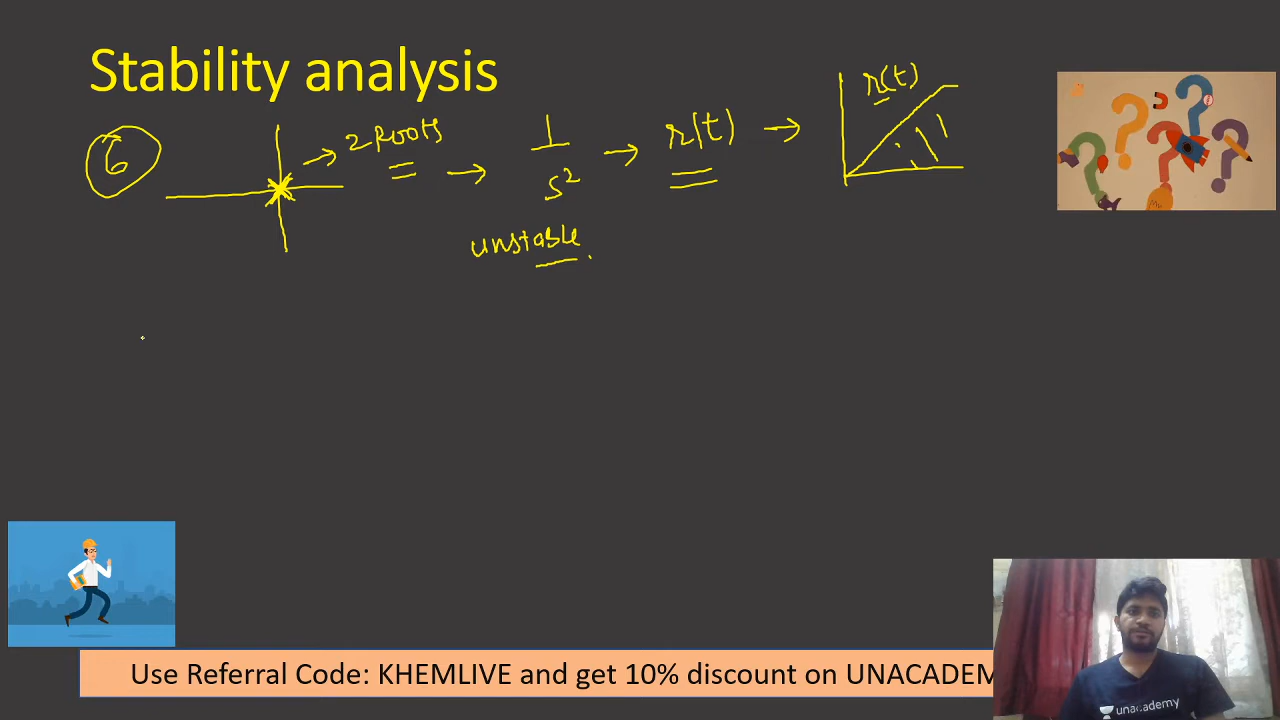 Stability analysis
6
2 Roots → 1/s² → r(t) →
r(t)
unstable.
Use Referral Code: KHEMLIVE and get 10% discount on UNACADEM
unacademy